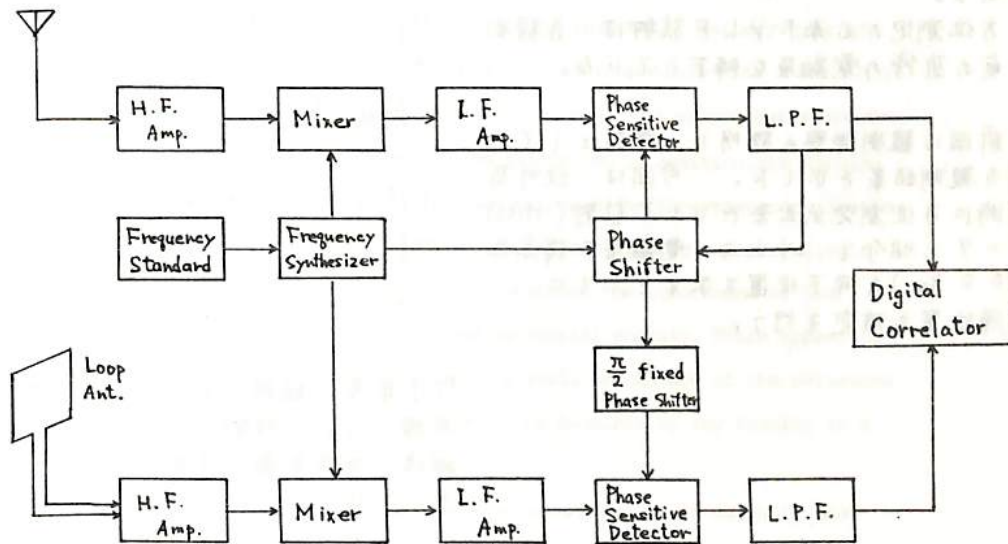 H. F.
Amp.
Mixer
L. F.
Amp.
Phase
Sensitive
Detector
L. P. F.
Frequency
Standard
Frequency
Synthesizer
Phase
Shifter
Digital
Correlator
Loop
Ant.
π/2 fixed
Phase Shifter
H. F.
Amp.
Mixer
L. F.
Amp.
Phase
Sensitive
Detector
L. P. F.